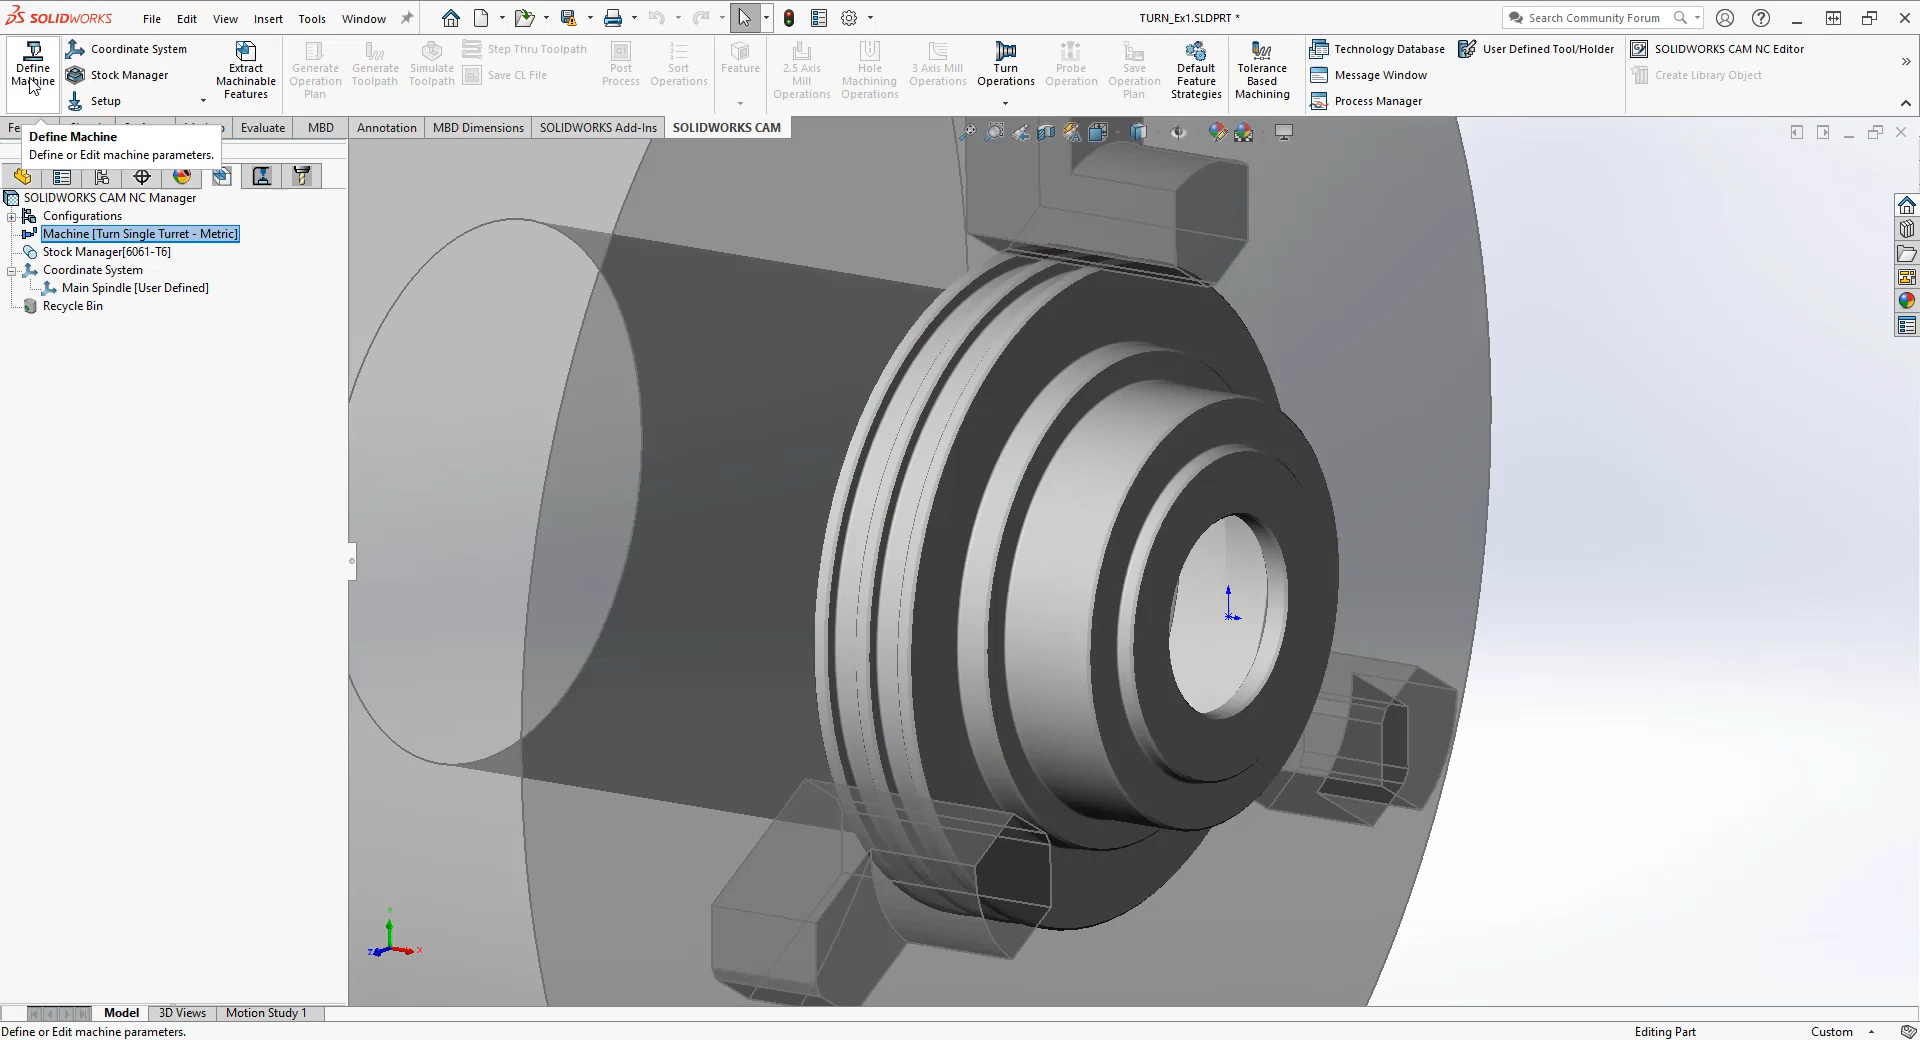 SOLIDWORKS
File
Edit
View
Insert
Tools
Window
TURN_Ex1.SLDPRT *
Search Community Forum
Define Machine
Coordinate System
Stock Manager
Setup
Extract Machinable Features
Generate Operation Plan
Generate Toolpath
Simulate Toolpath
Step Thru Toolpath
Save CL File
Post Process
Sort Operations
Feature
2.5 Axis Mill Operations
Hole Machining Operations
3 Axis Mill Operations
Turn Operations
Probe Operation
Save Operation Plan
Default Feature Strategies
Tolerance Based Machining
Technology Database
Message Window
Process Manager
User Defined Tool/Holder
SOLIDWORKS CAM NC Editor
Create Library Object
Evaluate
MBD
Annotation
MBD Dimensions
SOLIDWORKS Add-Ins
SOLIDWORKS CAM
Define Machine
Define or Edit machine parameters.
SOLIDWORKS CAM NC Manager
Configurations
Machine [Turn Single Turret - Metric]
Stock Manager[6061-T6]
Coordinate System
Main Spindle [User Defined]
Recycle Bin
Y
Z
X
Model
3D Views
Motion Study 1
Define or Edit machine parameters.
Editing Part
Custom